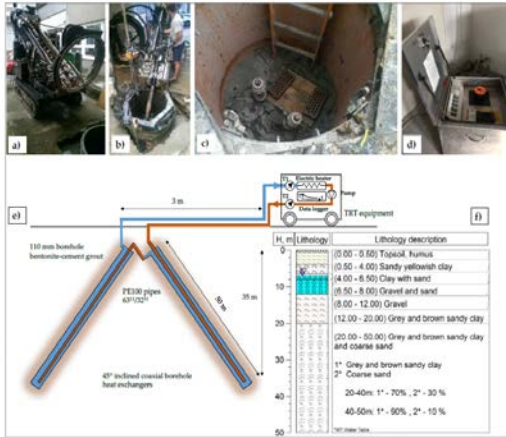 a)
b)
c)
d)
e)
3 m
T1
T2
Electric heater
Pump
Data logger
TRT equipment
f)
110 mm borehole
bentonite-cement grout
PE100 pipes
50 m
35 m
45° inclined coaxial borehole
heat exchangers
H, m
Lithology
Lithology description
0
10
20
30
40
50
(0.00 - 0.50) Topsoil, humus
(0.50 - 4.00) Sandy yellowish clay
(4.00 - 6.50) Clay with sand
(6.50 - 8.00) Gravel and sand
(8.00 - 12.00) Gravel
(12.00 - 20.00) Grey and brown sandy clay
(20.00 - 50.00) Grey and brown sandy clay
and coarse sand
1* Grey and brown sandy clay
2* Coarse sand
20-40m: 1* - 70% , 2* - 30 %
40-50m: 1* - 90% , 2* - 10 %
Water Table